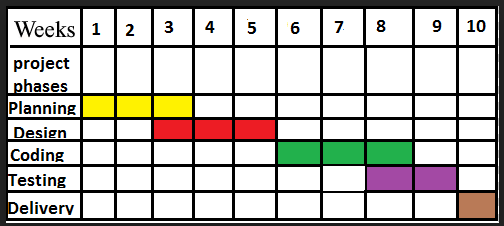 Weeks 1 2 3 4 5 6 7 8 9 10
project
phases
Planning
Design
Coding
Testing
Delivery